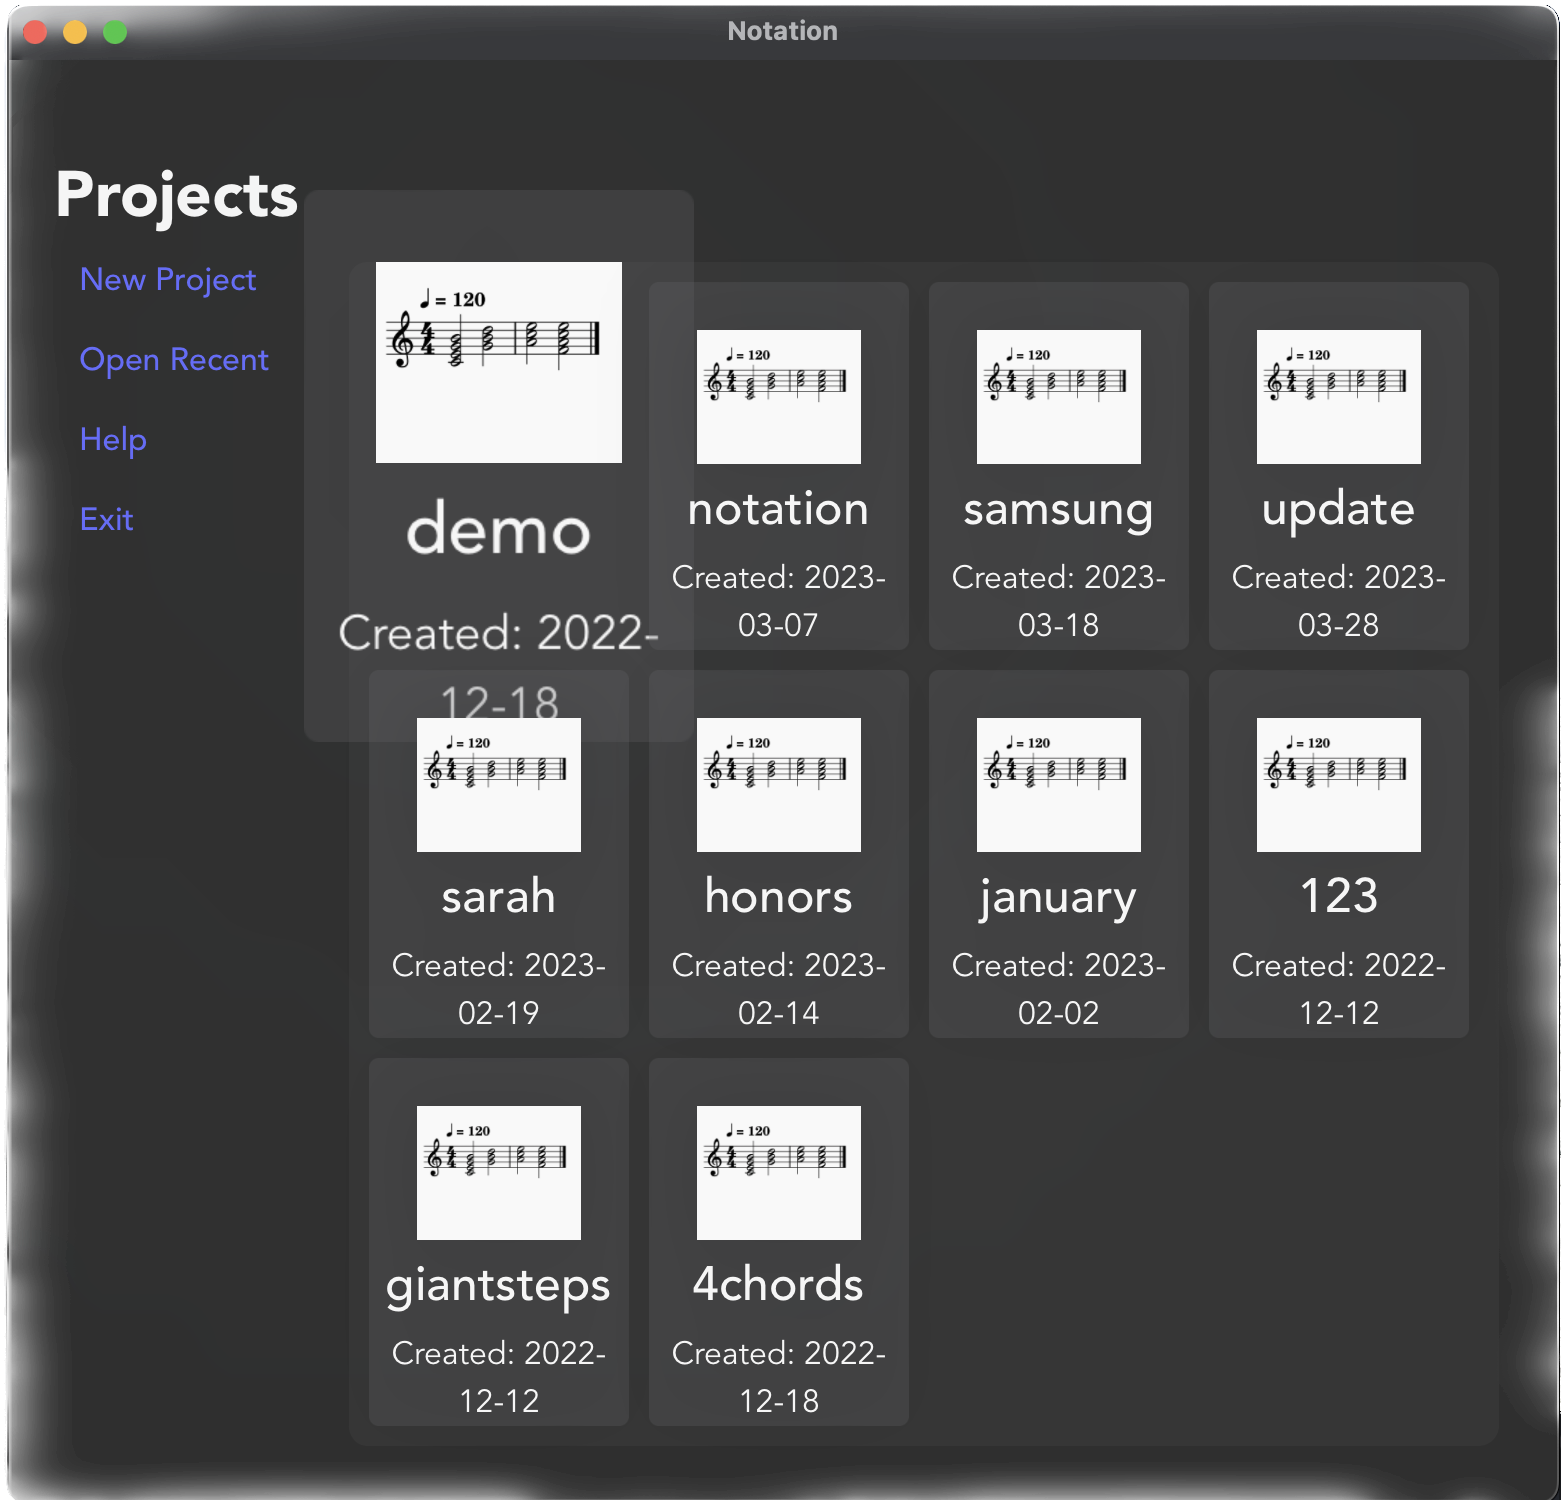 Notation
Projects
New Project
Open Recent
Help
Exit
♩ = 120
demo
Created: 2022-
12-18
♩ = 120
notation
Created: 2023-
03-07
♩ = 120
samsung
Created: 2023-
03-18
♩ = 120
update
Created: 2023-
03-28
♩ = 120
sarah
Created: 2023-
02-19
♩ = 120
honors
Created: 2023-
02-14
♩ = 120
january
Created: 2023-
02-02
♩ = 120
123
Created: 2022-
12-12
♩ = 120
giantsteps
Created: 2022-
12-12
♩ = 120
4chords
Created: 2022-
12-18